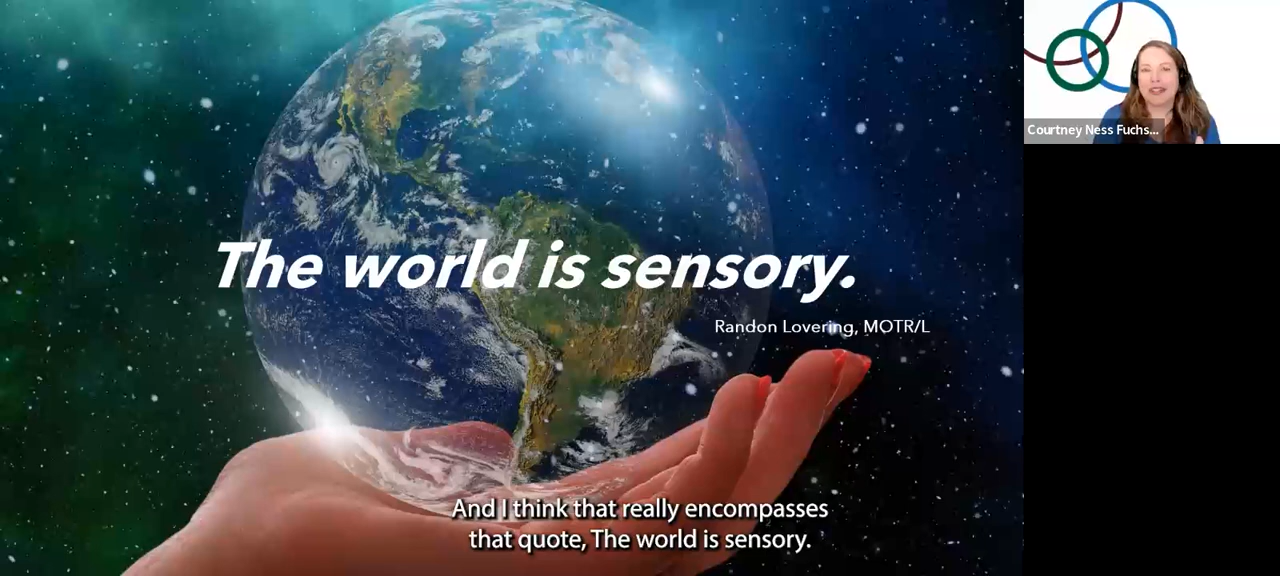 The world is sensory.
Randon Lovering, MOTR/L
And I think that really encompasses
that quote, The world is sensory.
Courtney Ness Fuchs...